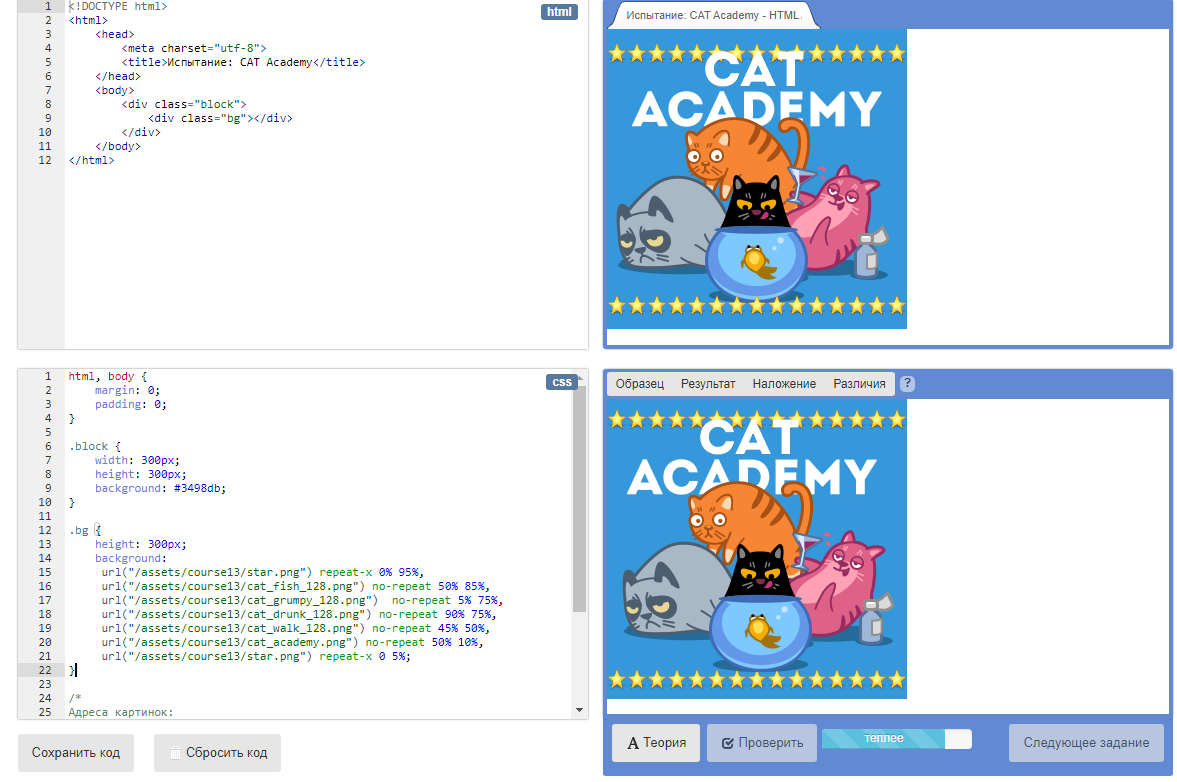 1 <!DOCTYPE html>
2 <html>
3 <head>
4 <meta charset="utf-8">
5 <title>Испытание: CAT Academy</title>
6 </head>
7 <body>
8 <div class="block">
9 <div class="bg"></div>
10 </div>
11 </body>
12 </html>
html
Испытание: CAT Academy - HTML
CAT
ACADEMY
1 html, body {
2 margin: 0;
3 padding: 0;
4 }
5
6 .block {
7 width: 300px;
8 height: 300px;
9 background: #3498db;
10 }
11
12 .bg {
13 height: 300px;
14 background:
15 url("/assets/course13/star.png") repeat-x 0% 95%,
16 url("/assets/course13/cat_fish_128.png") no-repeat 50% 85%,
17 url("/assets/course13/cat_grumpy_128.png")  no-repeat 5% 75%,
18 url("/assets/course13/cat_drunk_128.png") no-repeat 90% 75%,
19 url("/assets/course13/cat_walk_128.png") no-repeat 45% 50%,
20 url("/assets/course13/cat_academy.png") no-repeat 50% 10%,
21 url("/assets/course13/star.png") repeat-x 0 5%;
22 }
23
24 /*
25 Адреса картинок:
css
Образец Результат Наложение Различия ?
CAT
ACADEMY
Сохранить код Сбросить код
Теория Проверить теплее Следующее задание